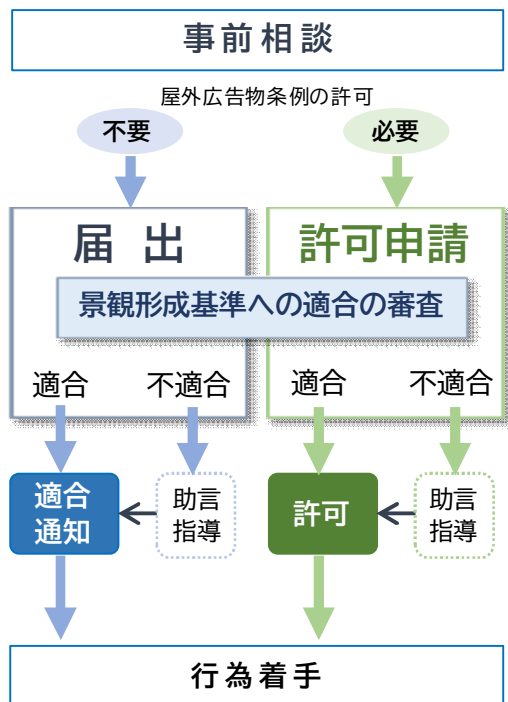 事前相談
屋外広告物条例の許可
不要
必要
届出
許可申請
景観形成基準への適合の審査
適合
不適合
適合
不適合
適合
通知
助言
指導
許可
助言
指導
行為着手